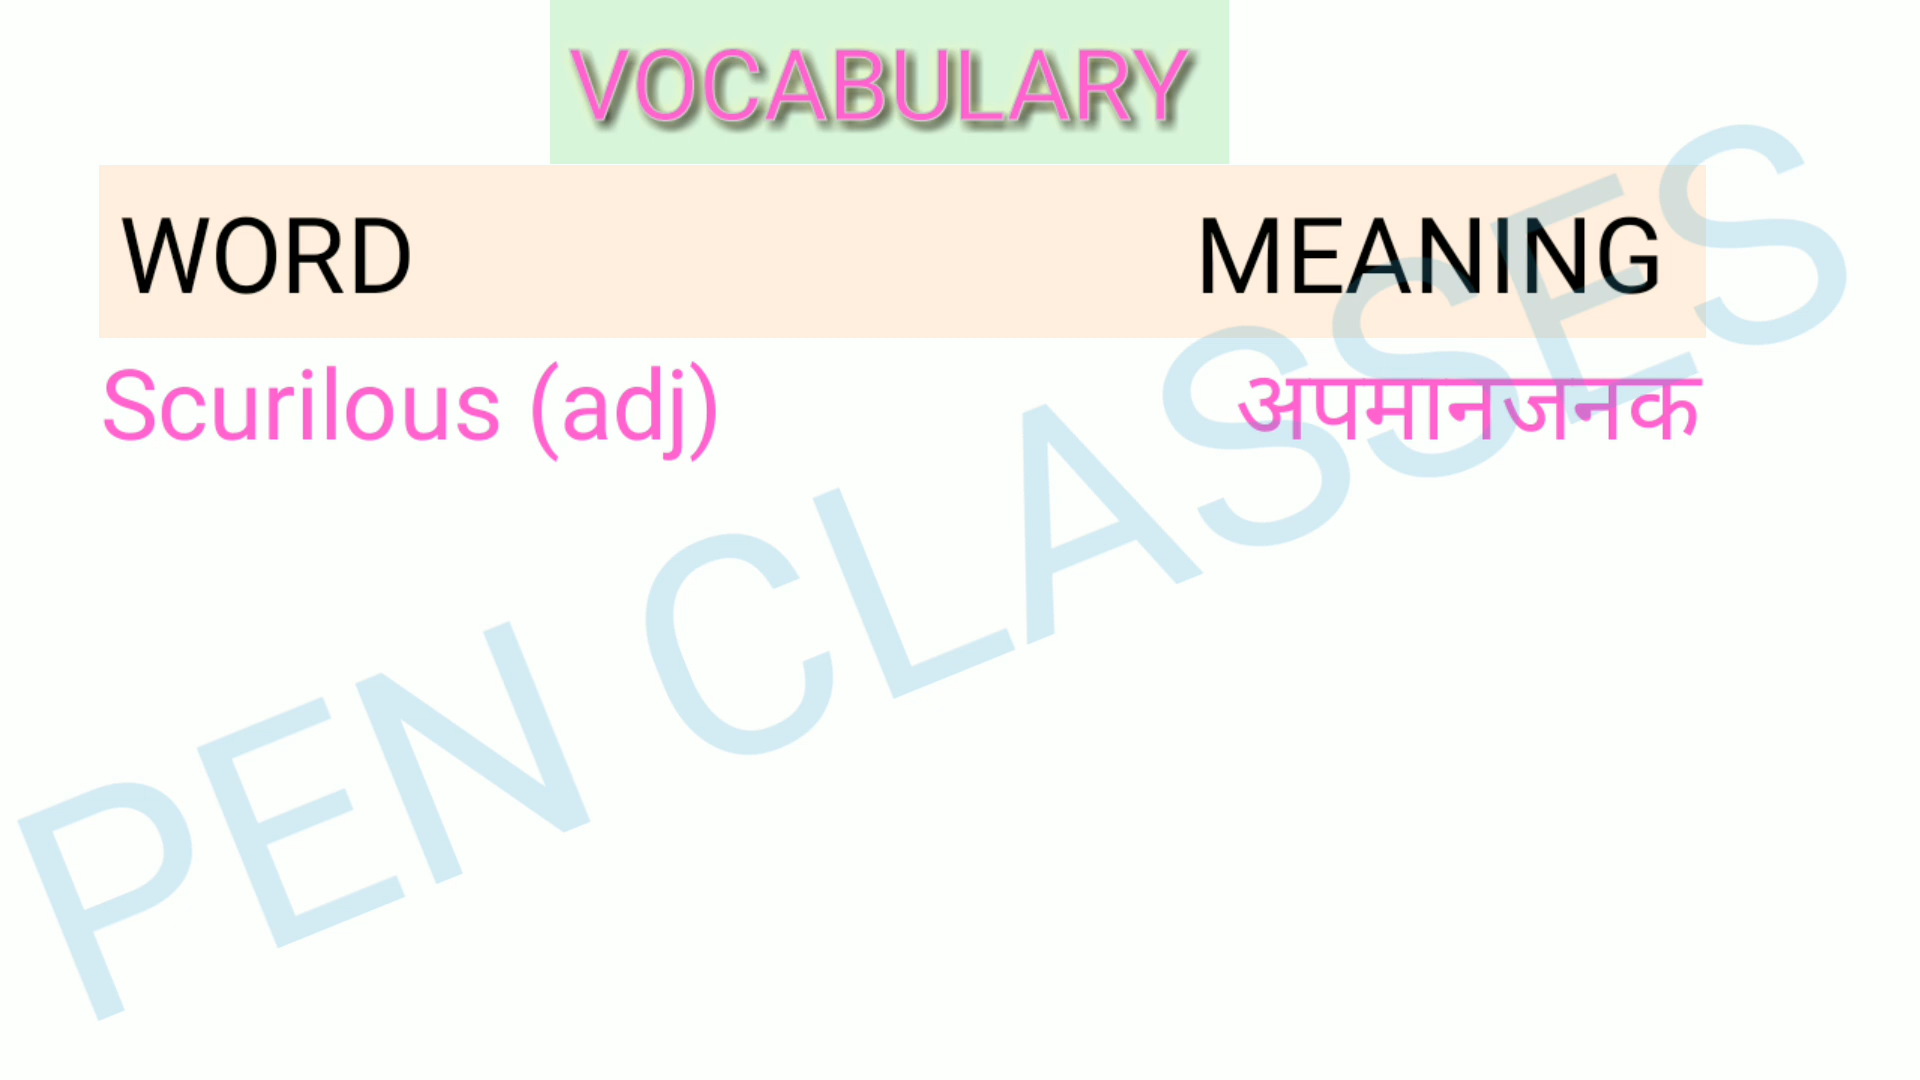 VOCABULARY
WORD MEANING
Scurilous (adj) अपमानजनक
PEN CLASSES